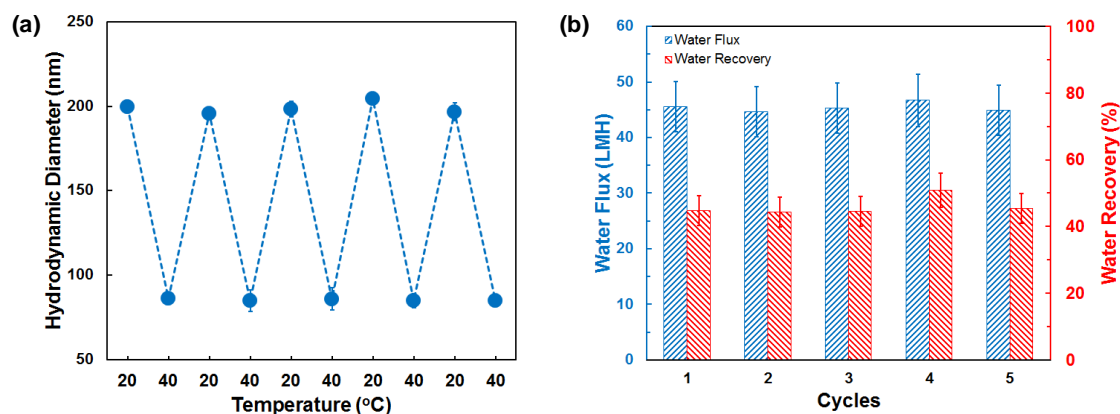 (a)
Hydrodynamic Diameter (nm)
250
200
150
100
50
20 40 20 40 20 40 20 40 20 40
Temperature (°C)
(b)
Water Flux (LMH)
60
50
40
30
20
10
0
Water Flux
Water Recovery
1 2 3 4 5
Cycles
100
80
60
40
20
0
Water Recovery (%)